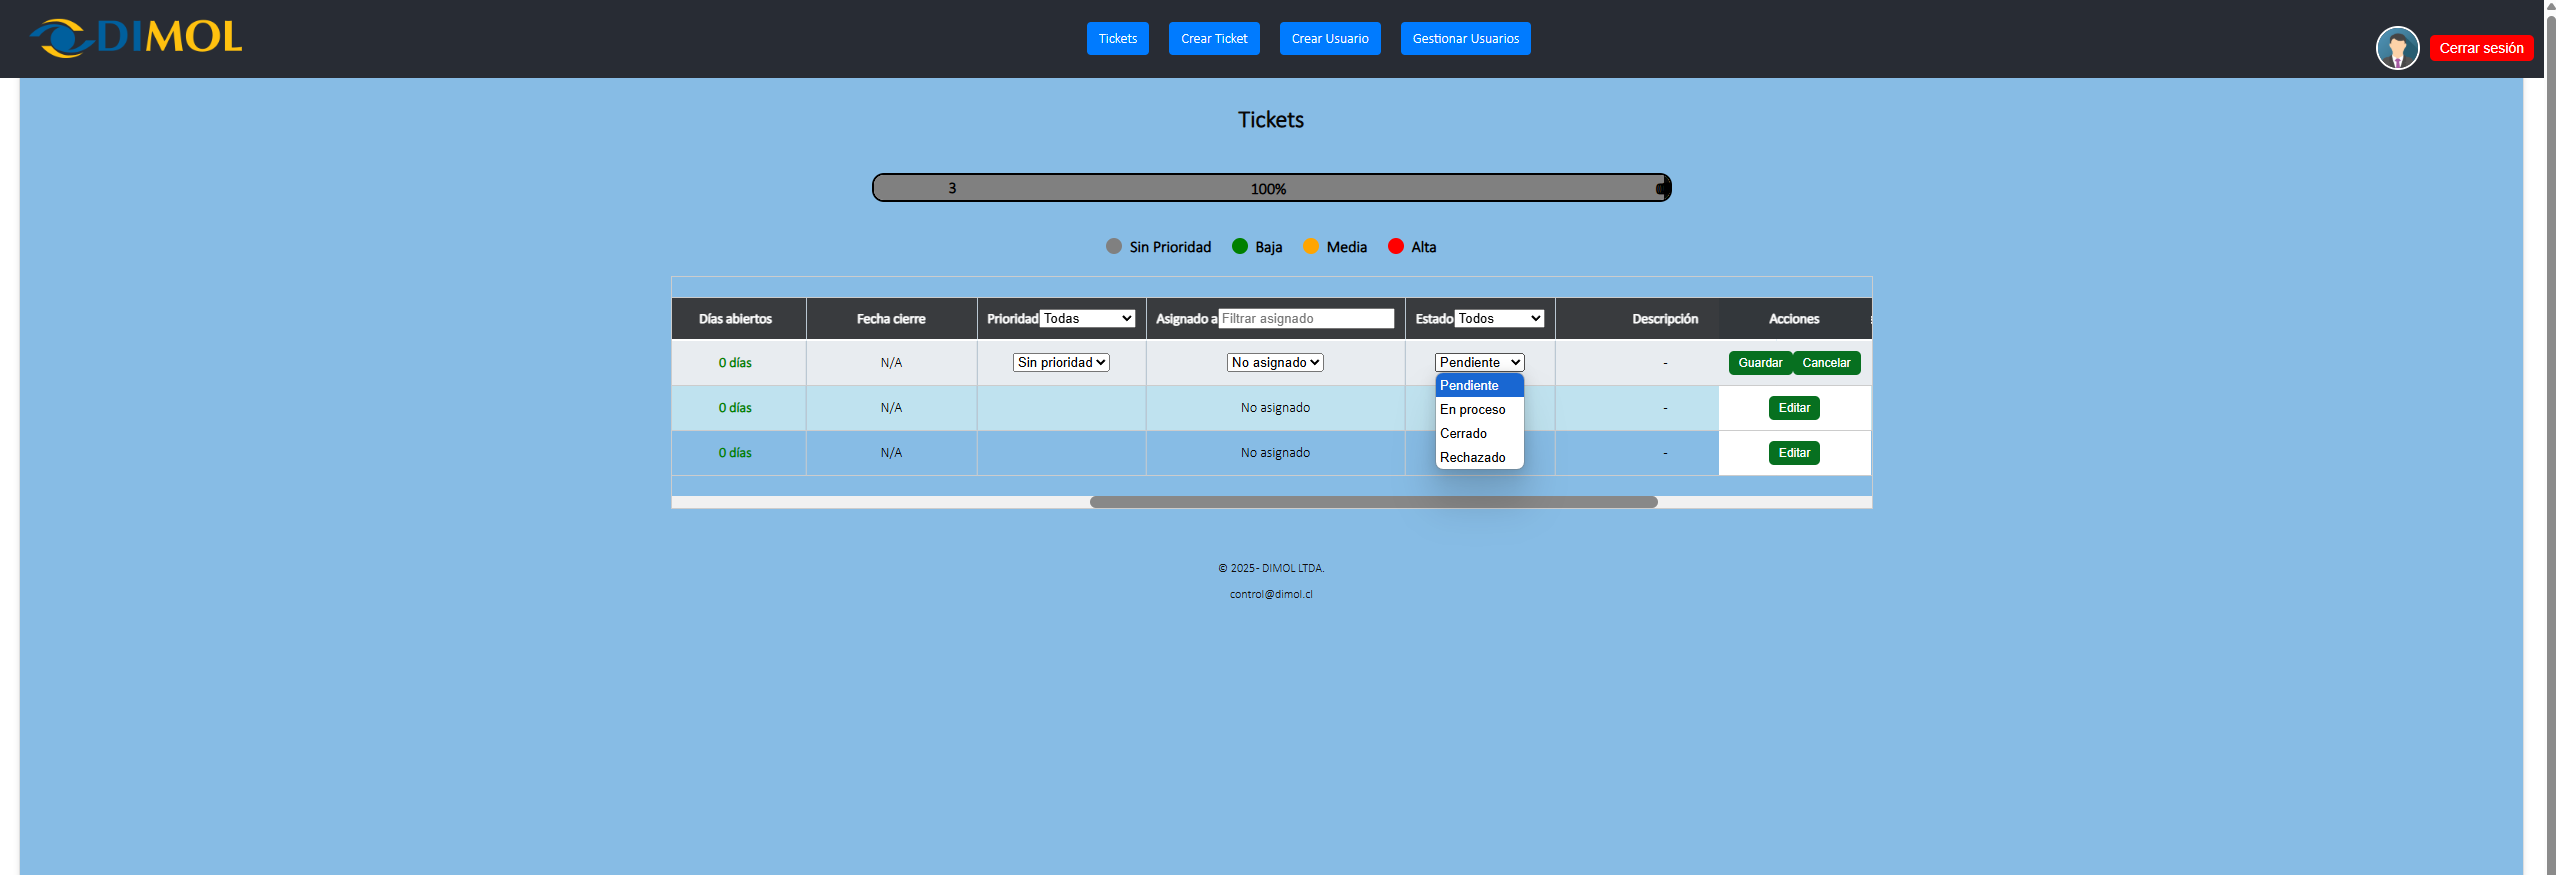 DIMOL
Tickets
Crear Ticket
Crear Usuario
Gestionar Usuarios
Cerrar sesión
Tickets
3
100%
Sin Prioridad
Baja
Media
Alta
Días abiertos
Fecha cierre
Prioridad Todas
Asignado a Filtrar asignado
Estado Todos
Descripción
Acciones
0 días
N/A
Sin prioridad
No asignado
Pendiente
-
Guardar
Cancelar
Pendiente
En proceso
Cerrado
Rechazado
0 días
N/A
No asignado
-
Editar
0 días
N/A
No asignado
-
Editar
© 2025 - DIMOL LTDA.
control@dimol.cl